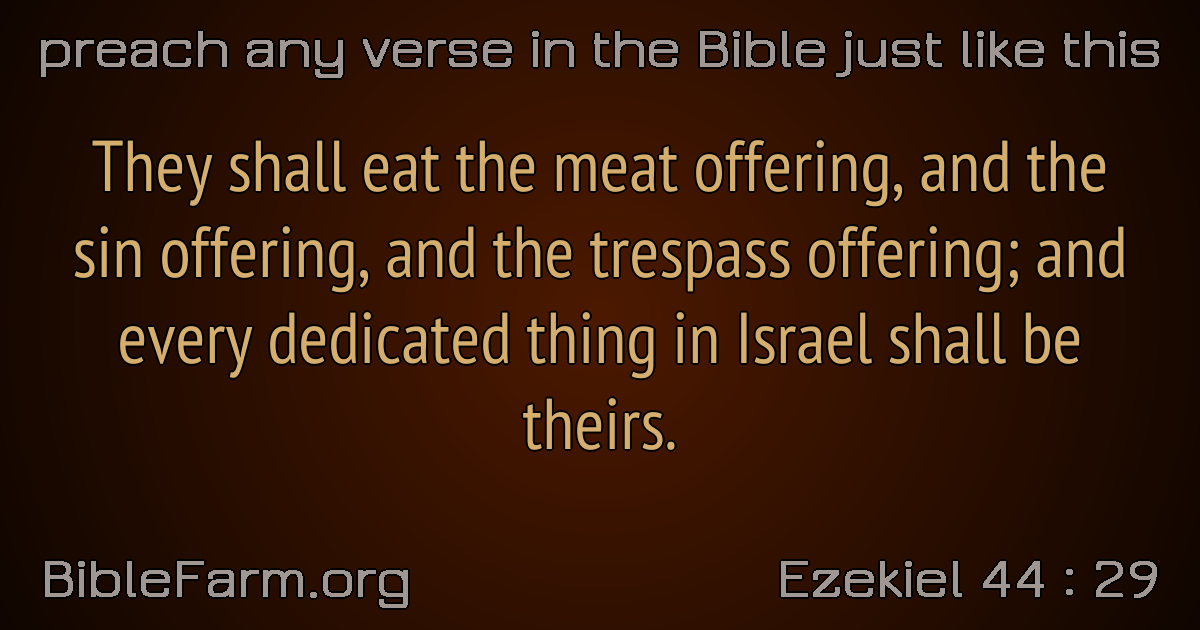 preach any verse in the Bible just like this
They shall eat the meat offering, and the
sin offering, and the trespass offering; and
every dedicated thing in Israel shall be
theirs.
BibleFarm.org
Ezekiel 44 : 29